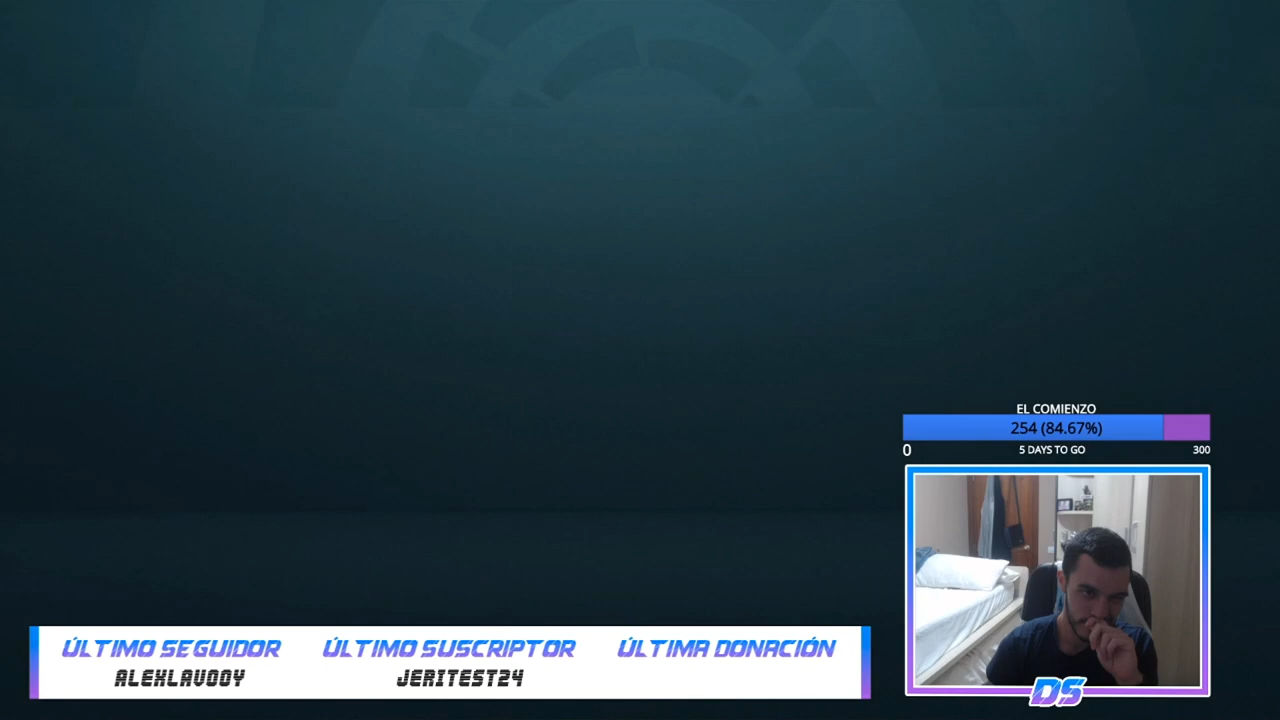 EL COMIENZO
254 (84.67%)
0 5 DAYS TO GO 300
ÚLTIMO SEGUIDOR ÚLTIMO SUSCRIPTOR ÚLTIMA DONACIÓN
ALEXLAV00Y JERITEST24
DS